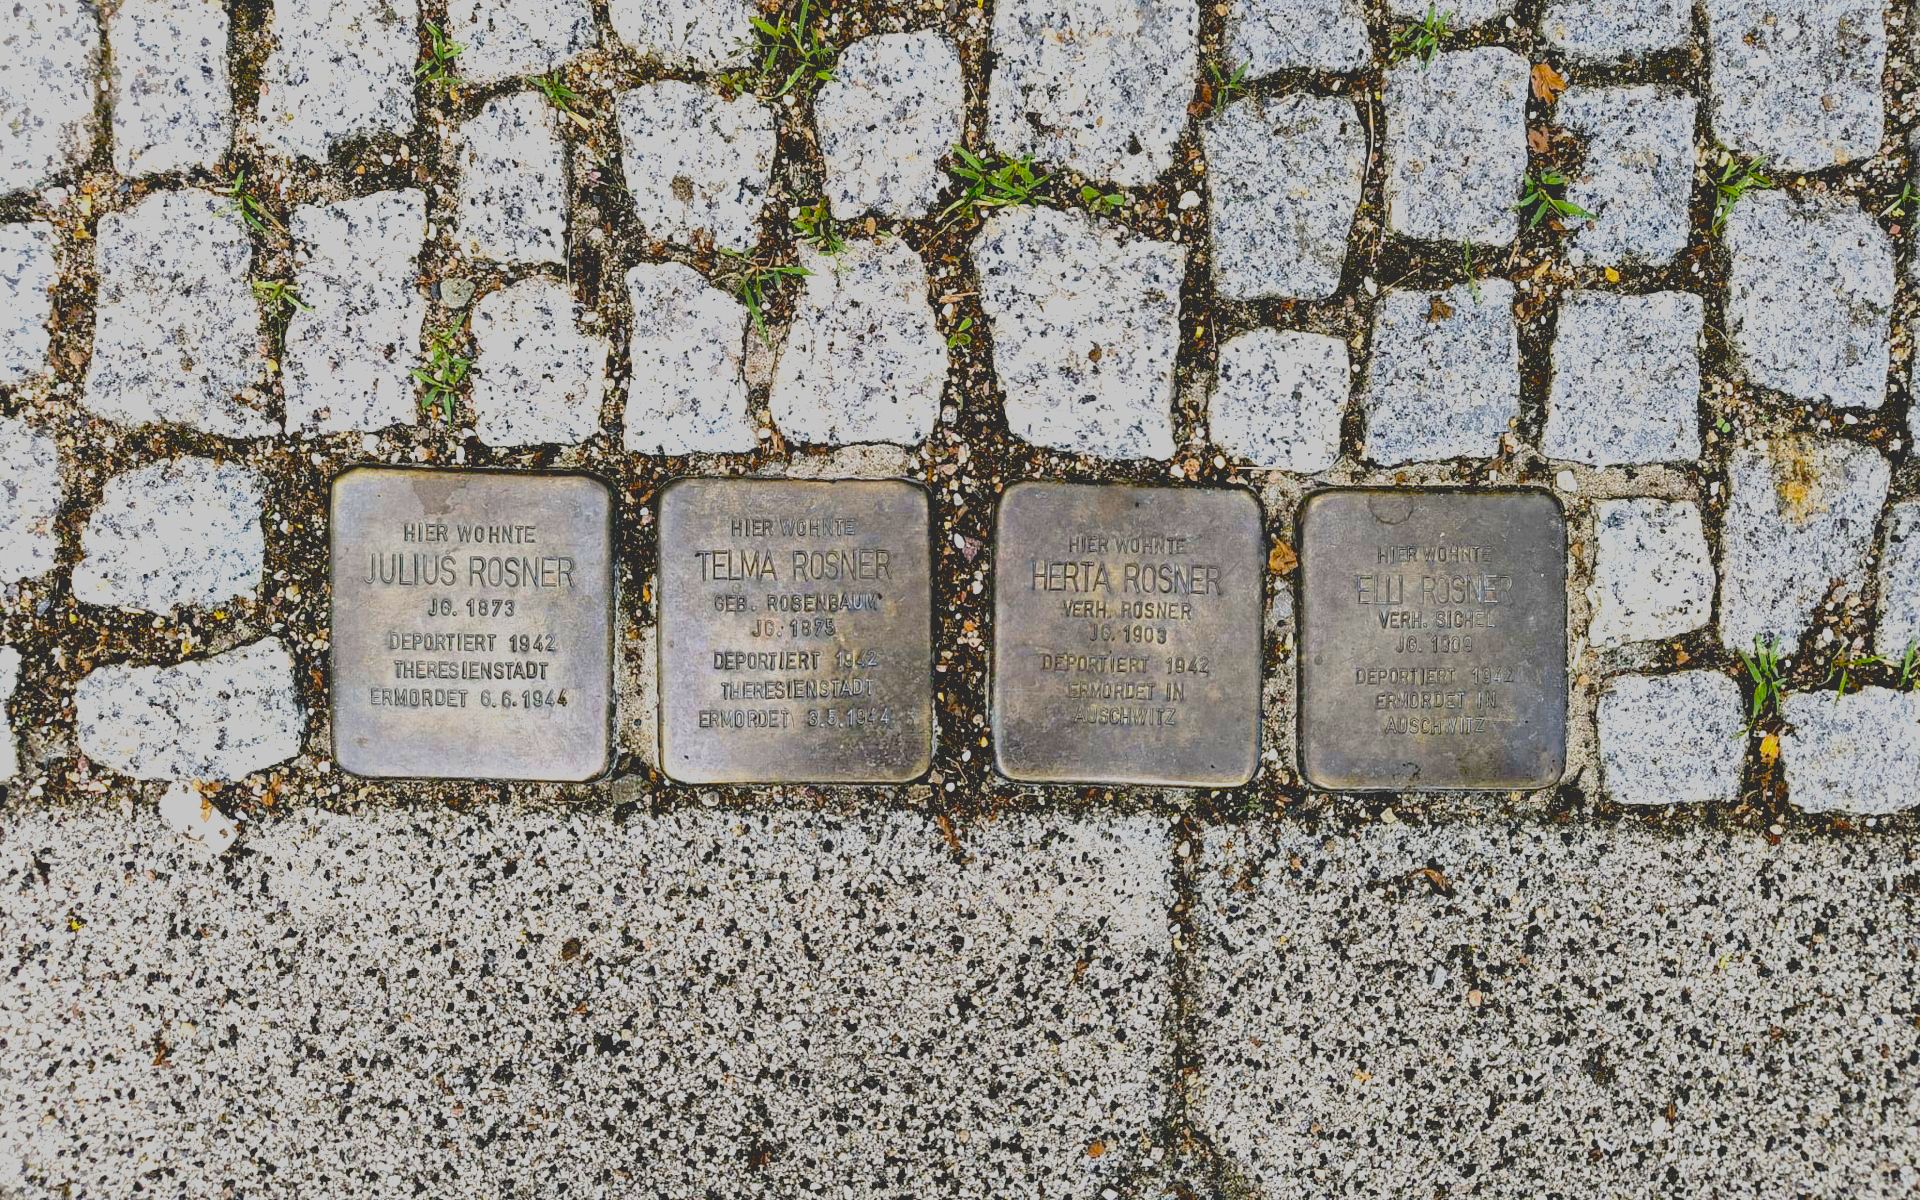 HIER WOHNTE
JULIUS ROSNER
JG. 1873
DEPORTIERT 1942
THERESIENSTADT
ERMORDET 6.6.1944
HIER WOHNTE
TELMA ROSNER
GEB. ROSENBAUM
JG. 1875
DEPORTIERT 1942
THERESIENSTADT
ERMORDET 3.5.1944
HIER WOHNTE
HERTA ROSNER
VERH. ROSNER
JG. 1903
DEPORTIERT 1942
ERMORDET IN
AUSCHWITZ
HIER WOHNTE
ELLI ROSNER
VERH. SICHEL
JG. 1909
DEPORTIERT 1942
ERMORDET IN
AUSCHWITZ